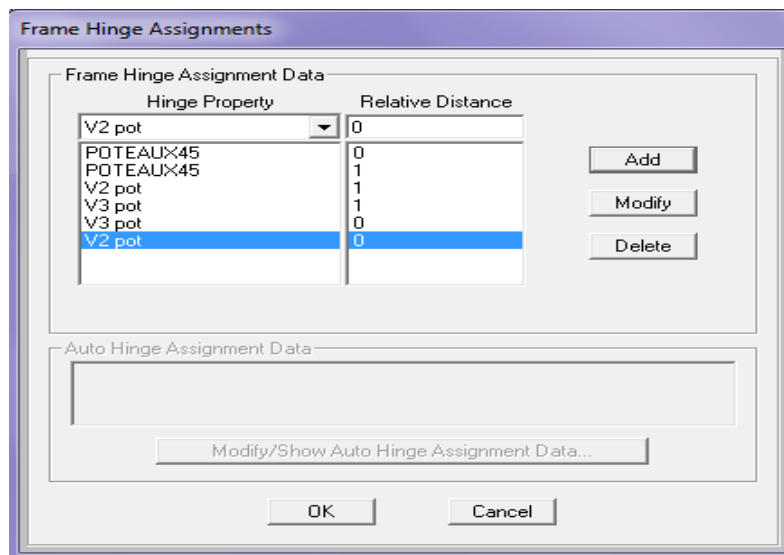 Frame Hinge Assignments
Frame Hinge Assignment Data
Hinge Property Relative Distance
V2 pot 0
POTEAUX45 0
POTEAUX45 1
V2 pot 1
V3 pot 1
V3 pot 0
V2 pot 0
Add
Modify
Delete
Auto Hinge Assignment Data
Modify/Show Auto Hinge Assignment Data...
OK Cancel